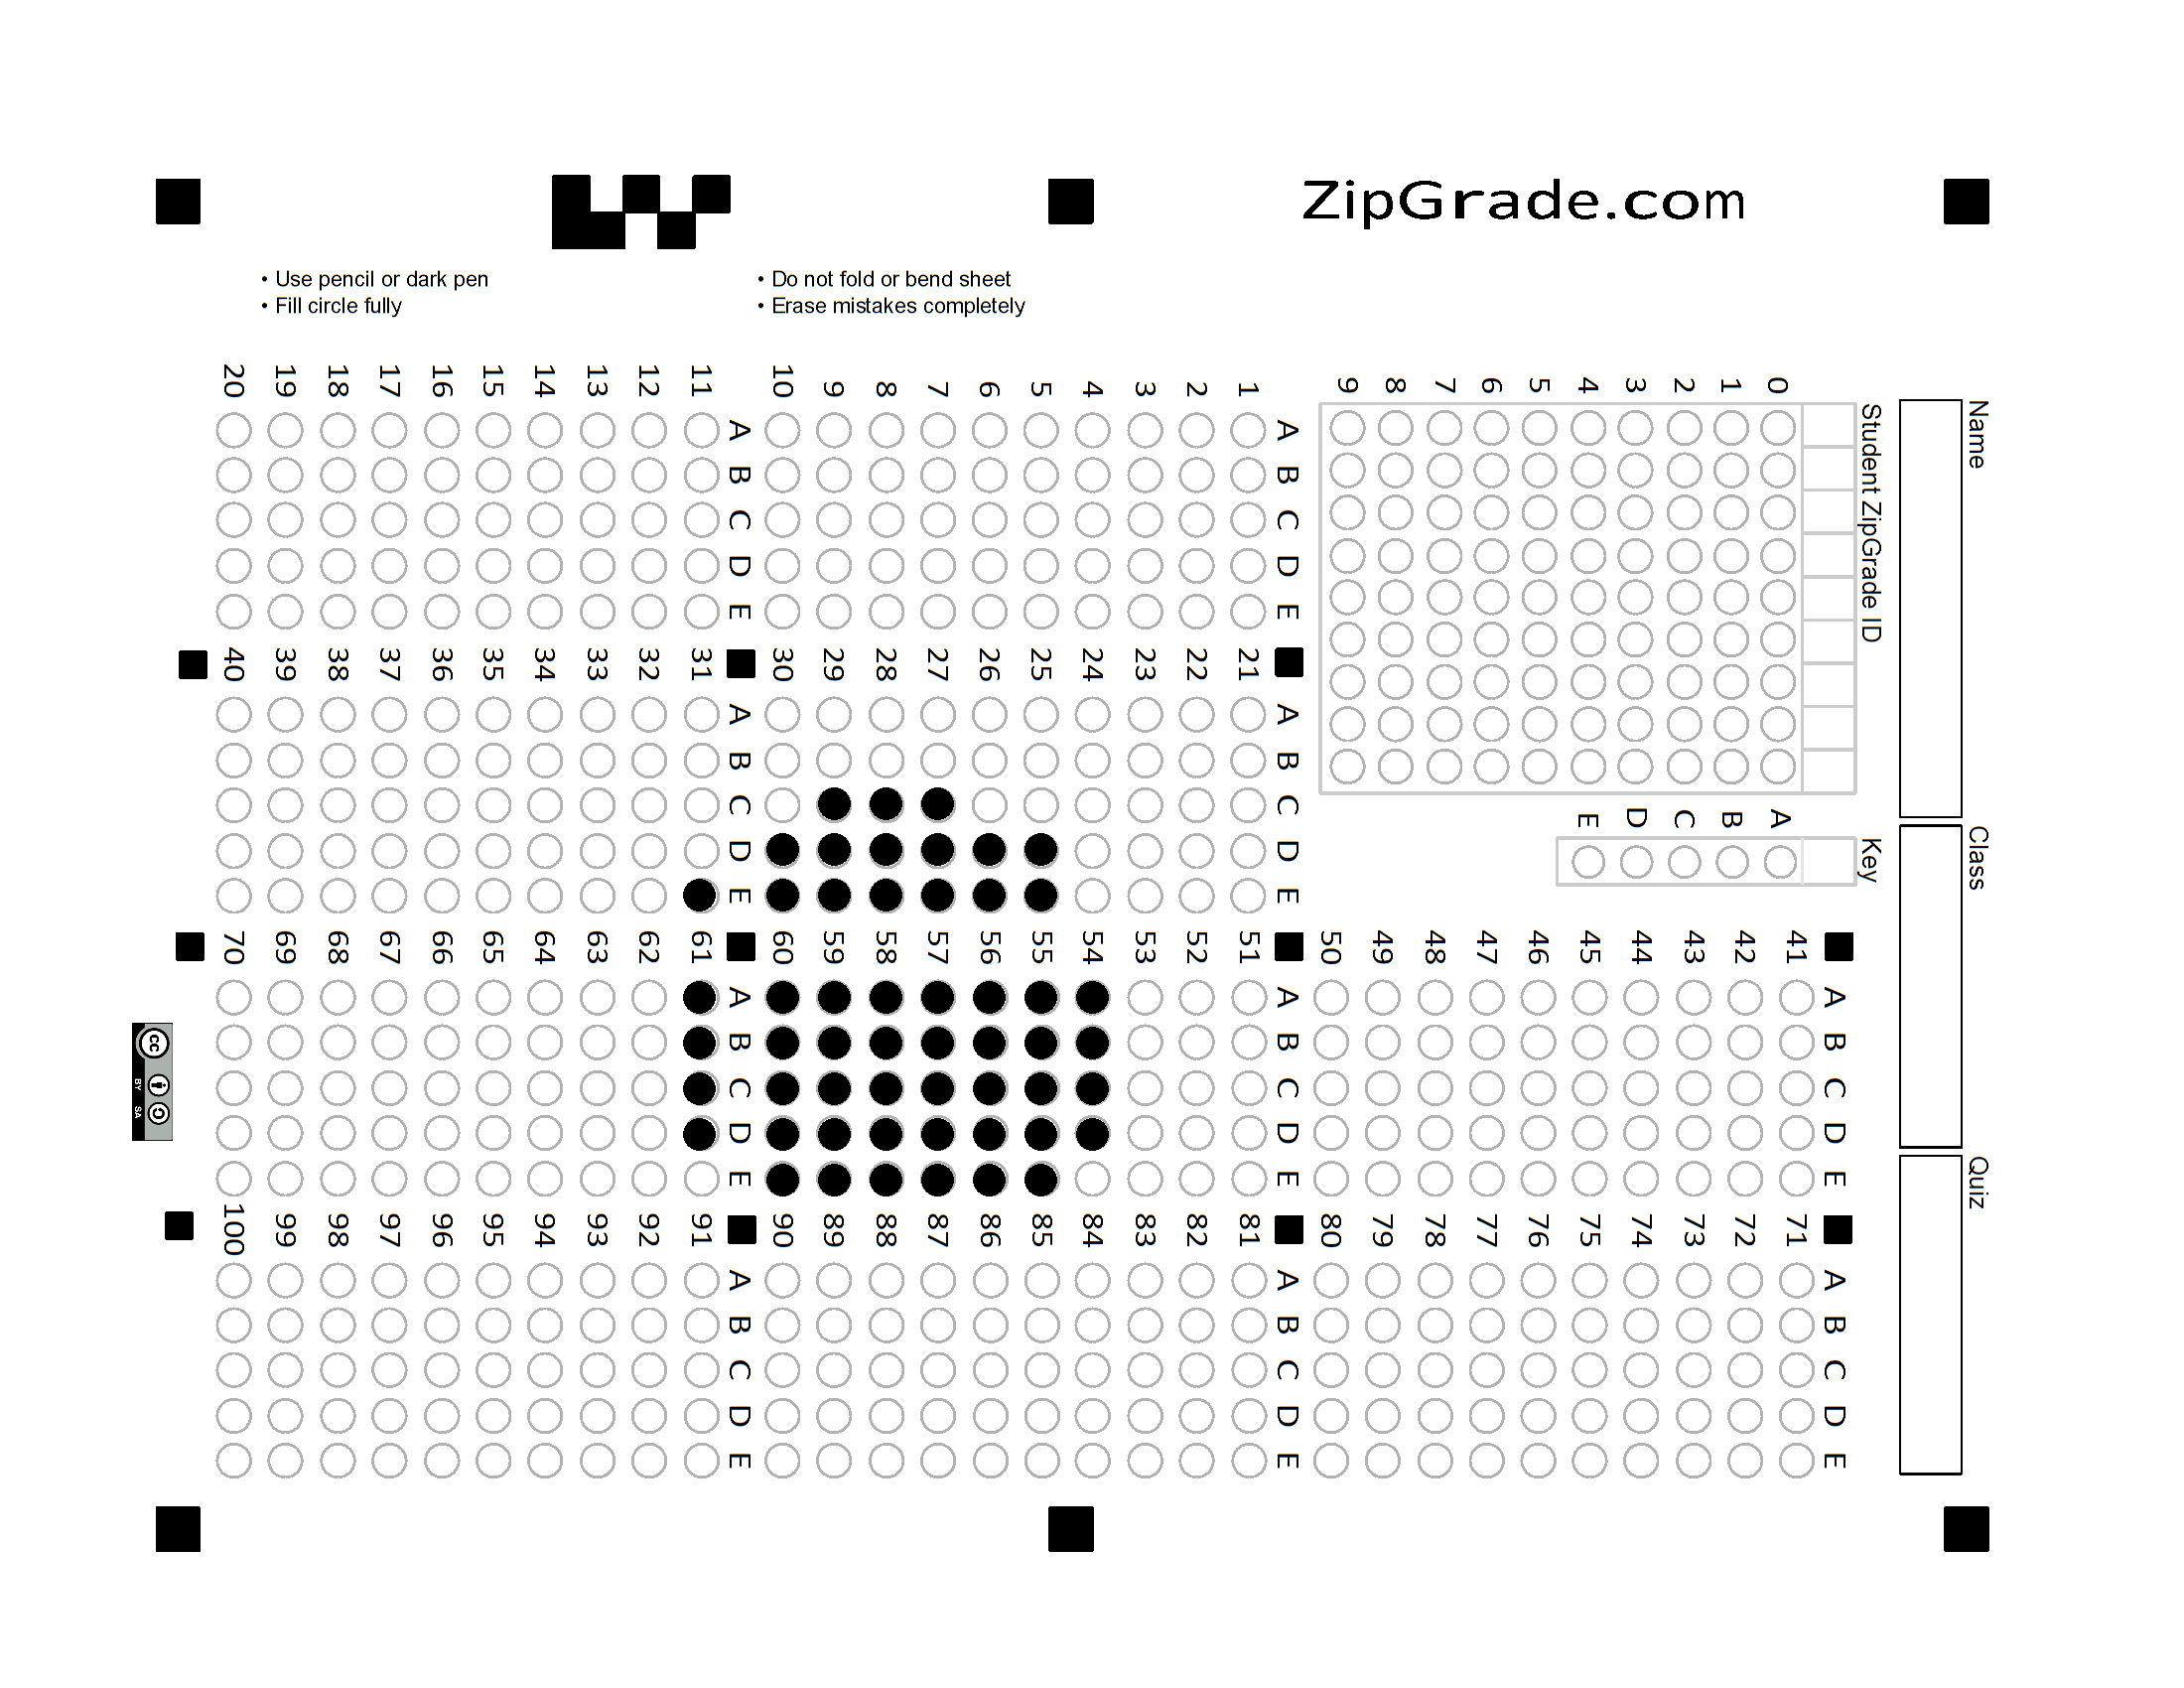 ZipGrade.com
• Use pencil or dark pen
• Fill circle fully
• Do not fold or bend sheet
• Erase mistakes completely
Name
Class
Quiz
Student ZipGrade ID
0 1 2 3 4 5 6 7 8 9
Key
A B C D E
A B C D E
1 2 3 4 5 6 7 8 9 10
A B C D E
11 12 13 14 15 16 17 18 19 20
A B C D E
21 22 23 24 25 26 27 28 29 30
A B C D E
31 32 33 34 35 36 37 38 39 40
A B C D E
41 42 43 44 45 46 47 48 49 50
A B C D E
51 52 53 54 55 56 57 58 59 60
A B C D E
61 62 63 64 65 66 67 68 69 70
A B C D E
71 72 73 74 75 76 77 78 79 80
A B C D E
81 82 83 84 85 86 87 88 89 90
A B C D E
91 92 93 94 95 96 97 98 99 100
A B C D E
cc
BY SA